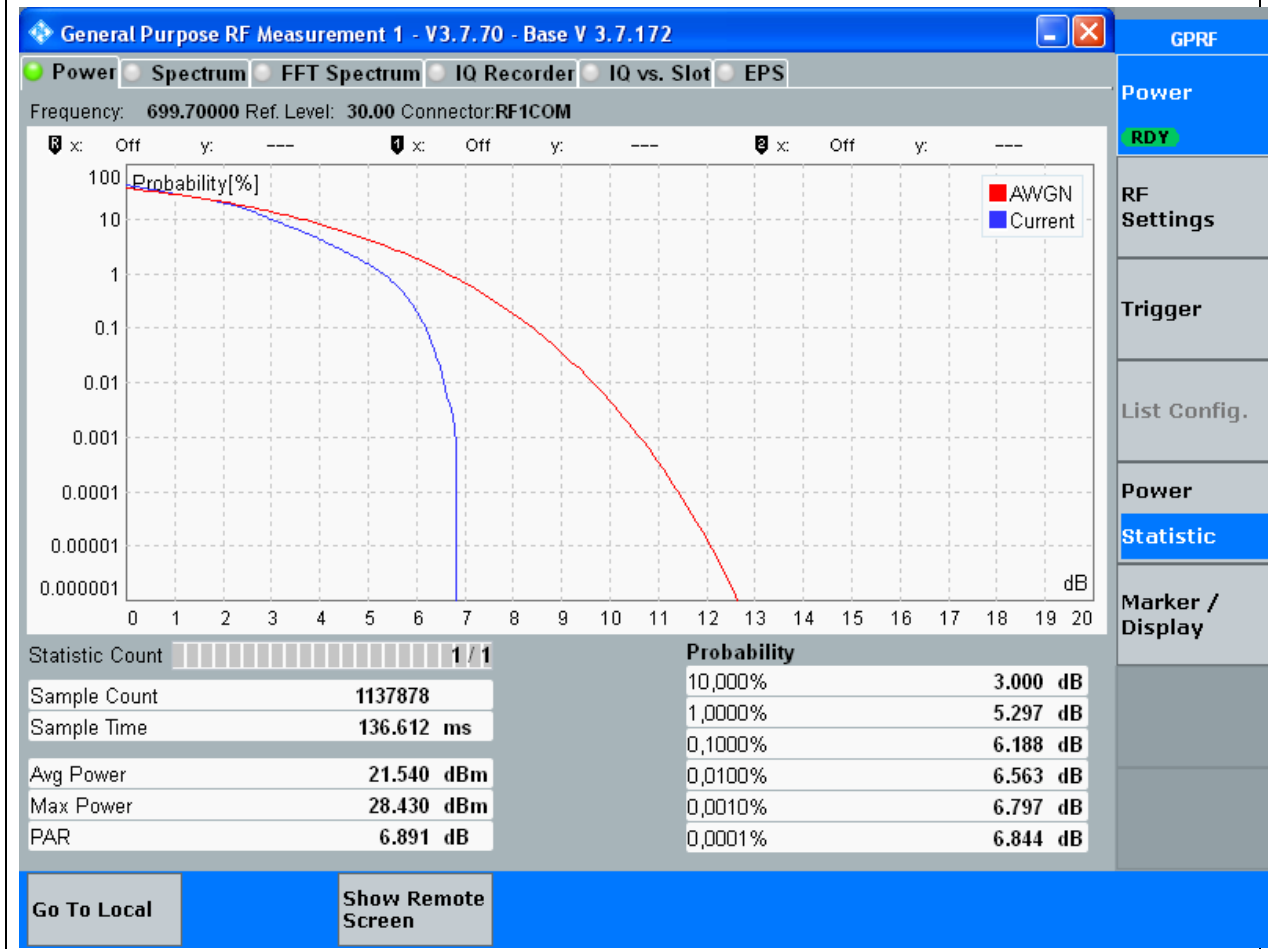 General Purpose RF Measurement 1 - V3.7.70 - Base V 3.7.172
GPRF
Power Spectrum FFT Spectrum IQ Recorder IQ vs. Slot EPS
Power
RDY
Frequency: 699.70000 Ref. Level: 30.00 Connector:RF1COM
R x: Off y: --- 1 x: Off y: --- 2 x: Off y: ---
Probability[%]
AWGN
Current
100
10
1
0.1
0.01
0.001
0.0001
0.00001
0.000001
dB
0 1 2 3 4 5 6 7 8 9 10 11 12 13 14 15 16 17 18 19 20
RF
Settings
Trigger
List Config.
Power
Statistic
Marker /
Display
Statistic Count 1 / 1
Sample Count 1137878
Sample Time 136.612 ms
Avg Power 21.540 dBm
Max Power 28.430 dBm
PAR 6.891 dB
Probability
10,000% 3.000 dB
1,0000% 5.297 dB
0,1000% 6.188 dB
0,0100% 6.563 dB
0,0010% 6.797 dB
0,0001% 6.844 dB
Go To Local
Show Remote
Screen